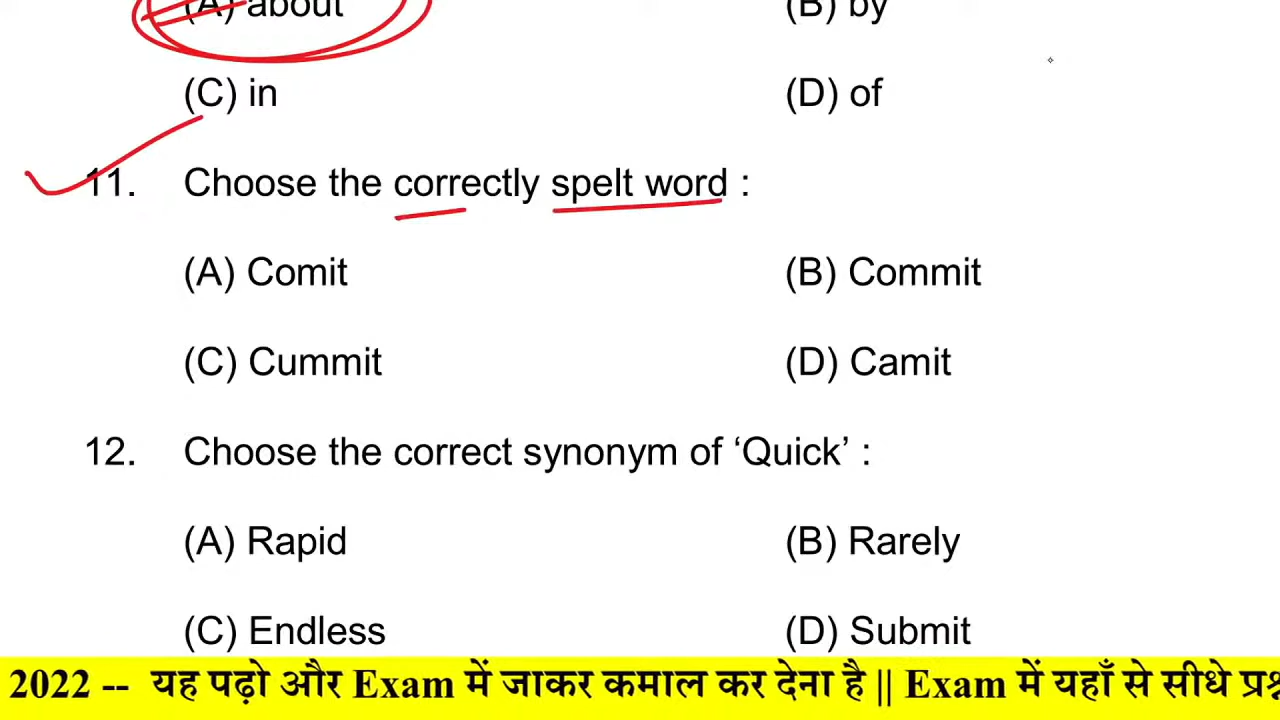 (A) about (B) by
(C) in (D) of
11. Choose the correctly spelt word :
(A) Comit (B) Commit
(C) Cummit (D) Camit
12. Choose the correct synonym of ‘Quick’ :
(A) Rapid (B) Rarely
(C) Endless (D) Submit
2022 -- यह पढ़ो और Exam में जाकर कमाल कर देना है || Exam में यहाँ से सीधे